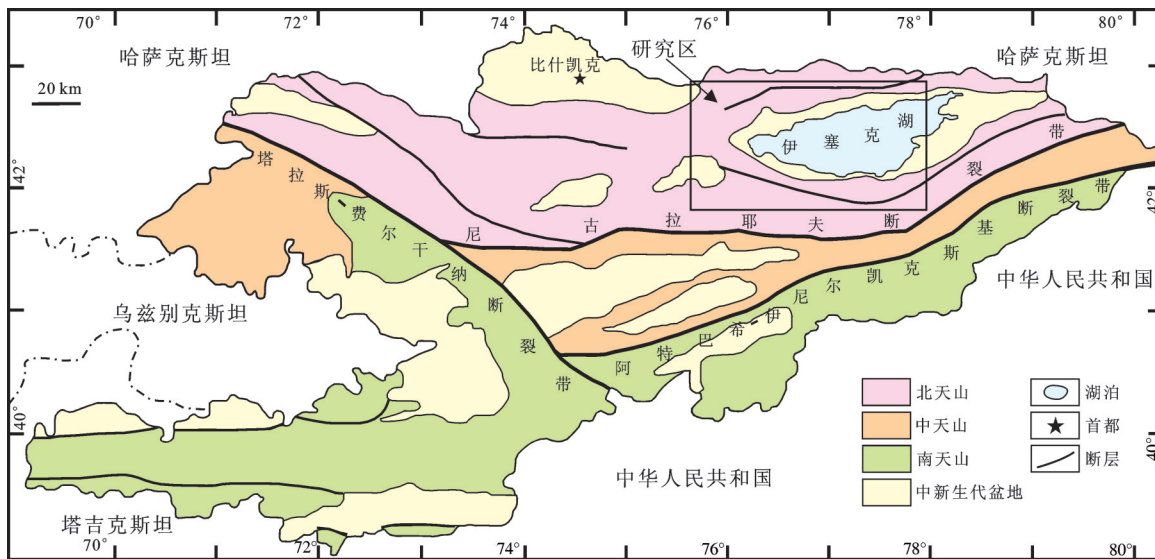 70°
72°
74°
76°
78°
80°
哈萨克斯坦
研究区
哈萨克斯坦
比什凯克
20 km
伊塞克湖
42°
42°
塔拉斯-费尔干纳断裂带
尼古拉耶夫断裂带
阿特巴希-伊尼尔凯克斯基断裂带
中华人民共和国
乌兹别克斯坦
40°
40°
北天山
湖泊
中天山
首都
南天山
断层
中新生代盆地
中华人民共和国
塔吉克斯坦
70°
72°
74°
76°
78°
80°